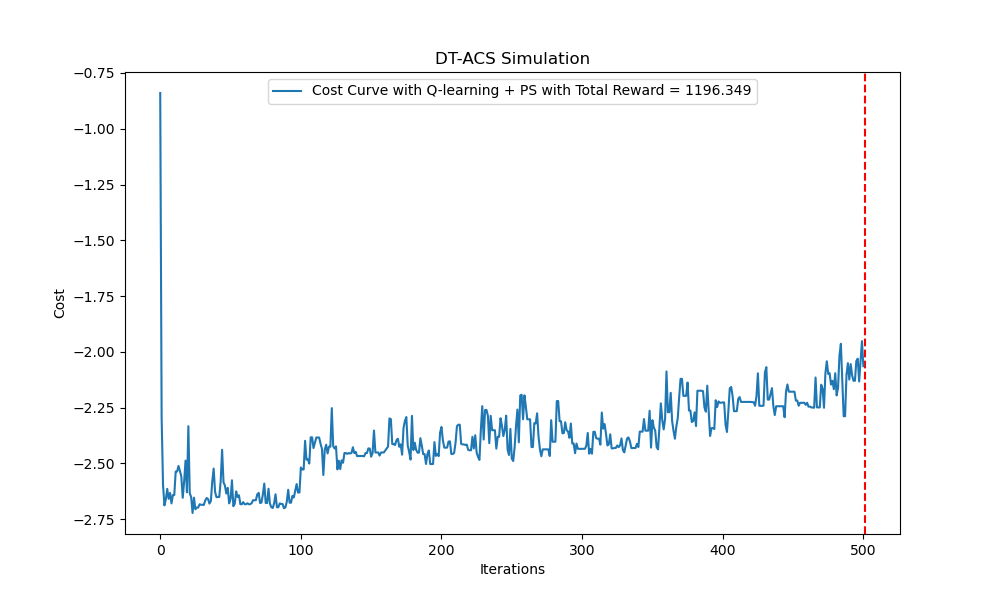 DT-ACS Simulation
Cost Curve with Q-learning + PS with Total Reward = 1196.349
−0.75
−1.00
−1.25
−1.50
−1.75
−2.00
−2.25
−2.50
−2.75
Cost
0 100 200 300 400 500
Iterations